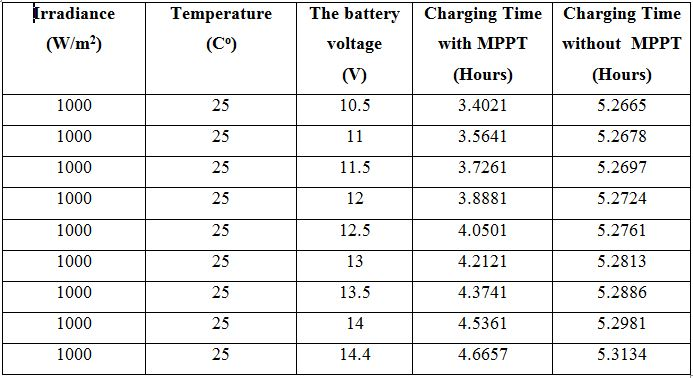 Irradiance Temperature The battery Charging Time Charging Time
(W/m²) (Cº) voltage with MPPT without MPPT
(V) (Hours) (Hours)
1000 25 10.5 3.4021 5.2665
1000 25 11 3.5641 5.2678
1000 25 11.5 3.7261 5.2697
1000 25 12 3.8881 5.2724
1000 25 12.5 4.0501 5.2761
1000 25 13 4.2121 5.2813
1000 25 13.5 4.3741 5.2886
1000 25 14 4.5361 5.2981
1000 25 14.4 4.6657 5.3134